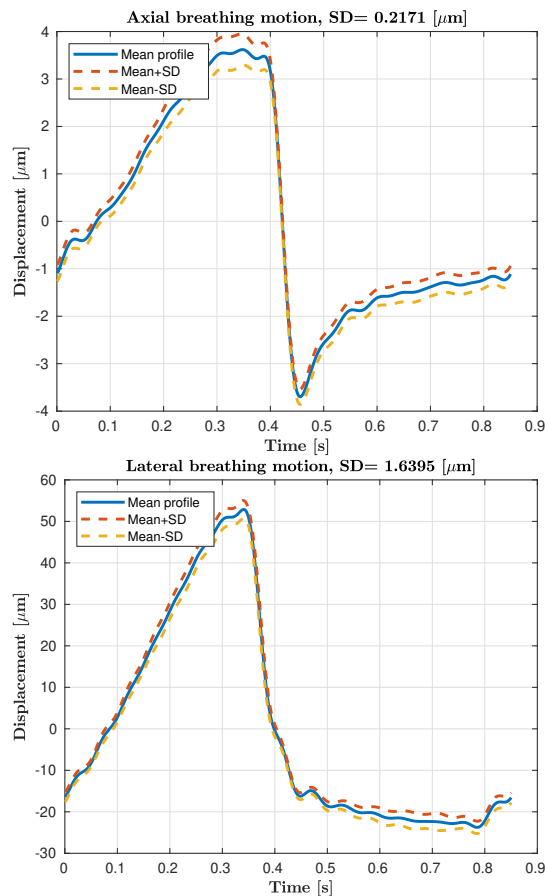 Axial breathing motion, SD= 0.2171 [μm]
4
3
2
1
0
-1
-2
-3
-4
Displacement [μm]
Mean profile
Mean+SD
Mean-SD
0 0.1 0.2 0.3 0.4 0.5 0.6 0.7 0.8 0.9
Time [s]
Lateral breathing motion, SD= 1.6395 [μm]
60
50
40
30
20
10
0
-10
-20
-30
Displacement [μm]
Mean profile
Mean+SD
Mean-SD
0 0.1 0.2 0.3 0.4 0.5 0.6 0.7 0.8 0.9
Time [s]